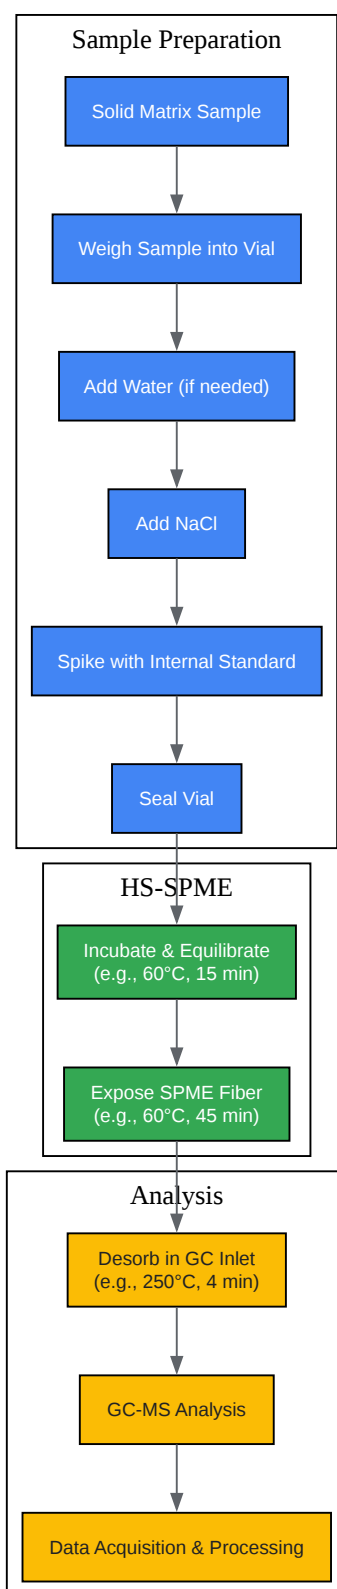 Sample Preparation
Solid Matrix Sample
Weigh Sample into Vial
Add Water (if needed)
Add NaCl
Spike with Internal Standard
Seal Vial
HS-SPME
Incubate & Equilibrate
(e.g., 60°C, 15 min)
Expose SPME Fiber
(e.g., 60°C, 45 min)
Analysis
Desorb in GC Inlet
(e.g., 250°C, 4 min)
GC-MS Analysis
Data Acquisition & Processing